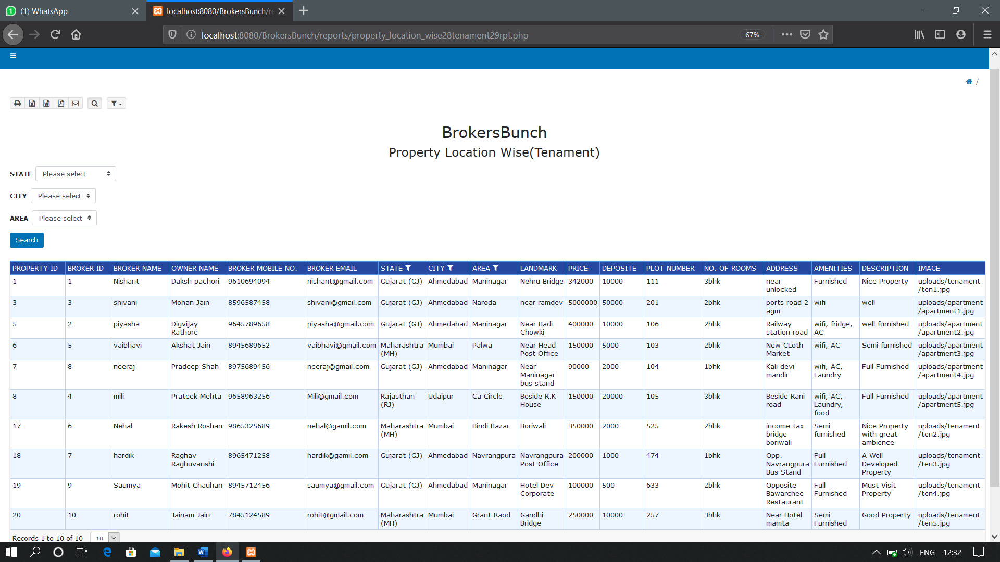 (1) WhatsApp
localhost:8080/BrokersBunch/re
localhost:8080/BrokersBunch/reports/property_location_wise28tenament29rpt.php
67%
/
BrokersBunch
Property Location Wise(Tenament)
STATE Please select
CITY Please select
AREA Please select
Search
PROPERTY ID BROKER ID BROKER NAME OWNER NAME BROKER MOBILE NO. BROKER EMAIL STATE CITY AREA LANDMARK PRICE DEPOSITE PLOT NUMBER NO. OF ROOMS ADDRESS AMENITIES DESCRIPTION IMAGE
1 1 Nishant Daksh pachori 9610694094 nishant@gmail.com Gujarat (GJ) Ahmedabad Maninagar Nehru Bridge 342000 10000 111 3bhk near Furnished Nice Property uploads/tenament
unlocked /ten1.jpg
3 3 shivani Mohan Jain 8596587458 shivani@gmail.com Gujarat (GJ) Ahmedabad Naroda near ramdev 5000000 50000 201 2bhk ports road 2 wifi well uploads/apartment
agm /apartment1.jpg
5 2 piyasha Digvijay 9645789658 piyasha@gmail.com Gujarat (GJ) Ahmedabad Maninagar Near Badi 400000 10000 106 2bhk Railway wifi, fridge, well furnished uploads/apartment
Rathore Chowki station road AC /apartment2.jpg
6 5 vaibhavi Akshat Jain 8945689652 vaibhavi@gmail.com Maharashtra Mumbai Palwa Near Head 150000 5000 103 2bhk New CLoth wifi, AC Semi furnished uploads/apartment
(MH) Post Office Market /apartment3.jpg
7 8 neeraj Pradeep Shah 8975689456 neeraj@gmail.com Gujarat (GJ) Ahmedabad Maninagar Near 90000 2000 104 1bhk Kali devi wifi, AC, Full Furnished uploads/apartment
Maninagar mandir Laundry /apartment4.jpg
bus stand
8 4 mili Prateek Mehta 9658963256 Mili@gmail.com Rajasthan Udaipur Ca Circle Beside R.K 150000 20000 105 3bhk Beside Rani wifi, AC, Full Furnished uploads/apartment
(RJ) House road Laundry, /apartment5.jpg
food
17 6 Nehal Rakesh Roshan 9865325689 nehal@gamil.com Maharashtra Mumbai Bindi Bazar Boriwali 350000 2000 525 2bhk income tax Semi Nice Property uploads/tenament
(MH) bridge furnished with great /ten2.jpg
boriwali ambience
18 7 hardik Raghav 8965471258 hardik@gamil.com Gujarat (GJ) Ahmedabad Navrangpura Navrangpura 200000 1000 474 1bhk Opp. Full A Well uploads/tenament
Raghuvanshi Post Office Navrangpura Furnished Developed /ten3.jpg
Bus Stand Property
19 9 Saumya Mohit Chauhan 8945712456 saumya@gmail.com Gujarat (GJ) Ahmedabad Maninagar Hotel Dev 100000 500 633 2bhk Opposite Full Must Visit uploads/tenament
Corporate Bawarchee Furnished Property /ten4.jpg
Restaurant
20 10 rohit Jainam Jain 7845124589 rohit@gmail.com Maharashtra Mumbai Grant Raod Gandhi 250000 10000 257 3bhk Near Hotel Semi- Good Property uploads/tenament
(MH) Bridge mamta Furnished /ten5.jpg
Records 1 to 10 of 10 10
ENG 12:32